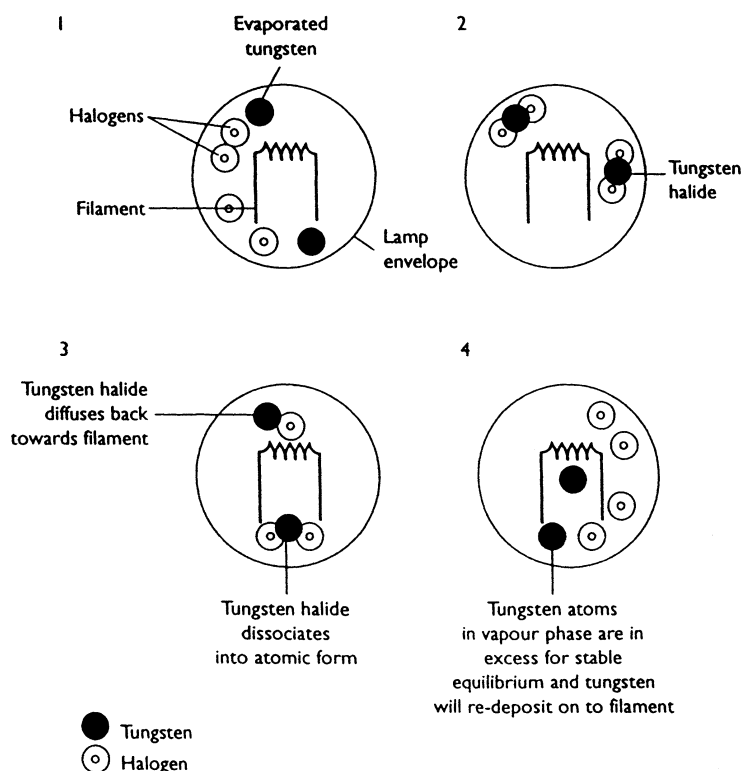 1
Evaporated
tungsten
Halogens
Filament
Lamp
envelope
2
Tungsten
halide
3
Tungsten halide
diffuses back
towards filament
Tungsten halide
dissociates
into atomic form
4
Tungsten atoms
in vapour phase are in
excess for stable
equilibrium and tungsten
will re-deposit on to filament
Tungsten
Halogen